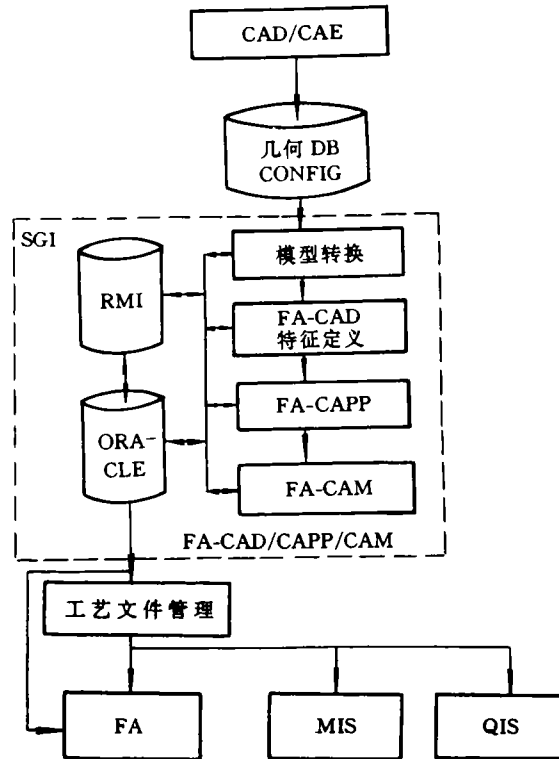 CAD/CAE
几何 DB
CONFIG
SGI
模型转换
RMI
FA-CAD
特征定义
FA-CAPP
ORA-
CLE
FA-CAM
FA-CAD/CAPP/CAM
工艺文件管理
FA
MIS
QIS